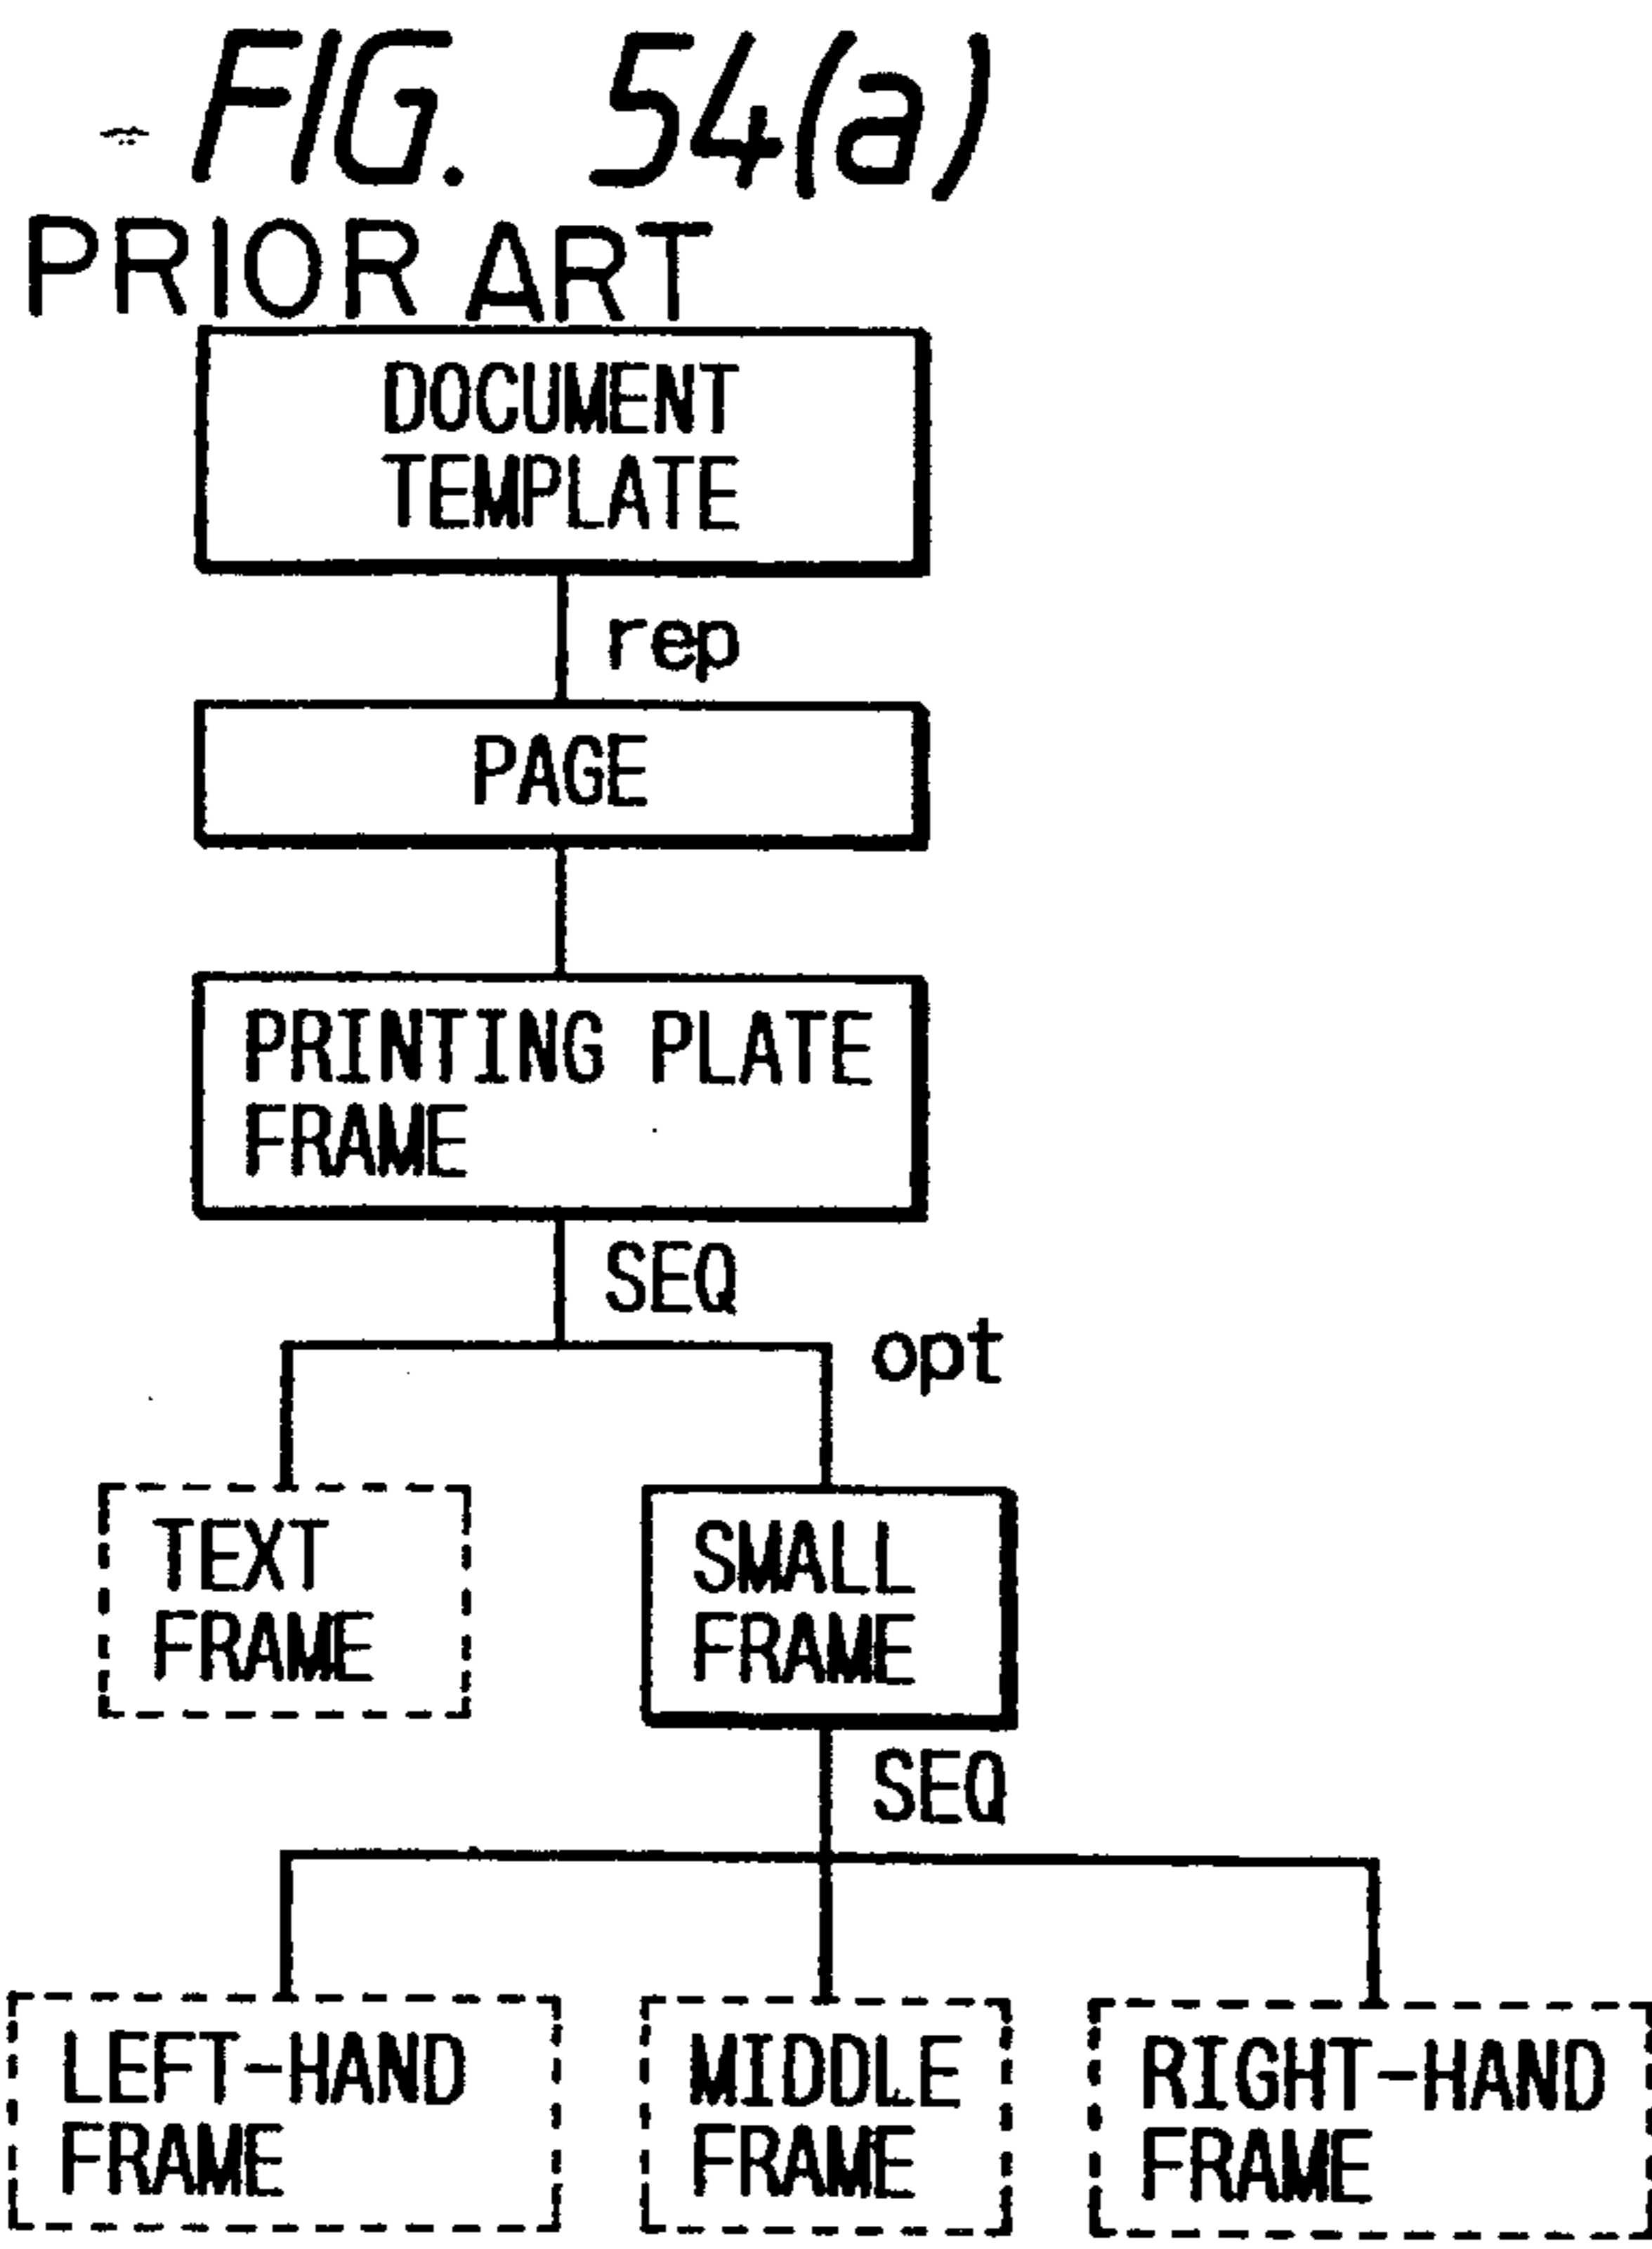 FIG. 54(a)
PRIOR ART
DOCUMENT
TEMPLATE
rep
PAGE
PRINTING PLATE
FRAME
SEQ
opt
TEXT
FRAME
SMALL
FRAME
SEQ
LEFT-HAND
FRAME
MIDDLE
FRAME
RIGHT-HAND
FRAME